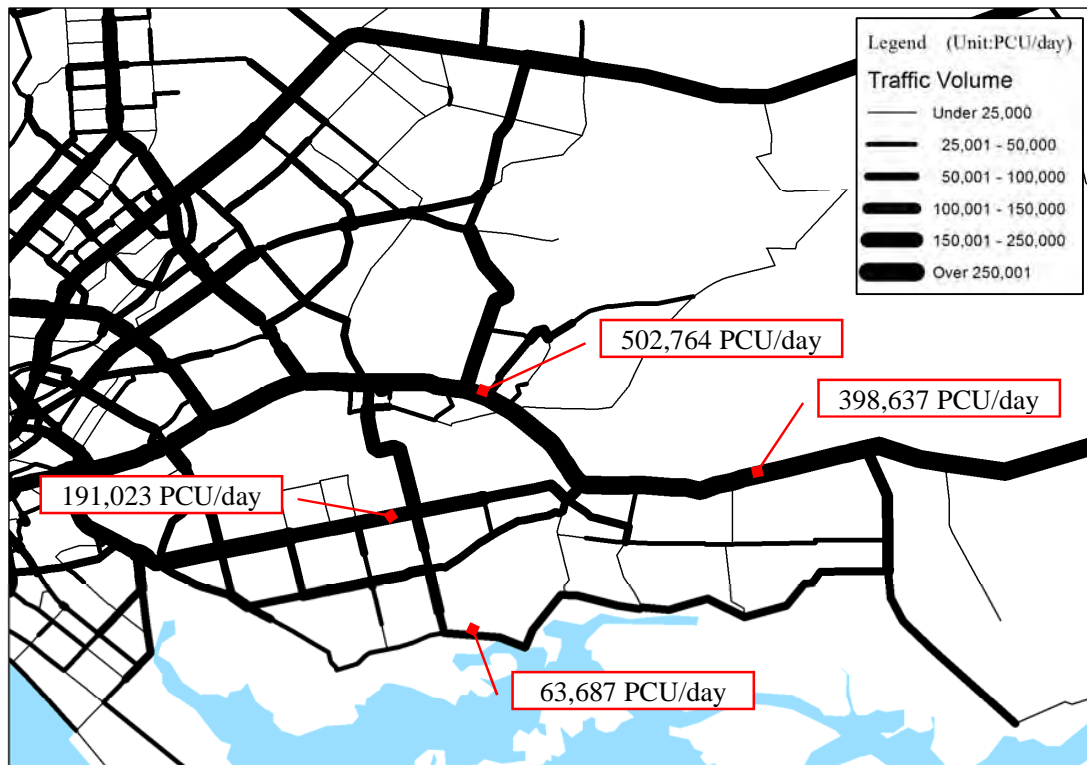 Legend (Unit:PCU/day)
Traffic Volume
Under 25,000
25,001 - 50,000
50,001 - 100,000
100,001 - 150,000
150,001 - 250,000
Over 250,001
502,764 PCU/day
398,637 PCU/day
191,023 PCU/day
63,687 PCU/day